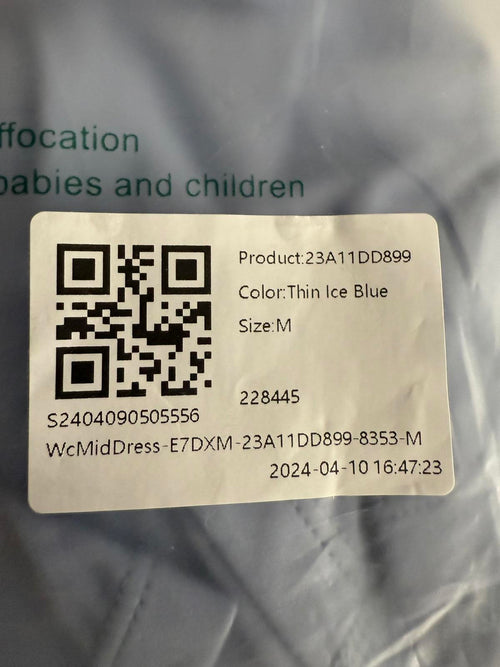 ffocation
babies and children
Product:23A11DD899
Color:Thin Ice Blue
Size:M
228445
S2404090505556
WcMidDress-E7DXM-23A11DD899-8353-M
2024-04-10 16:47:23